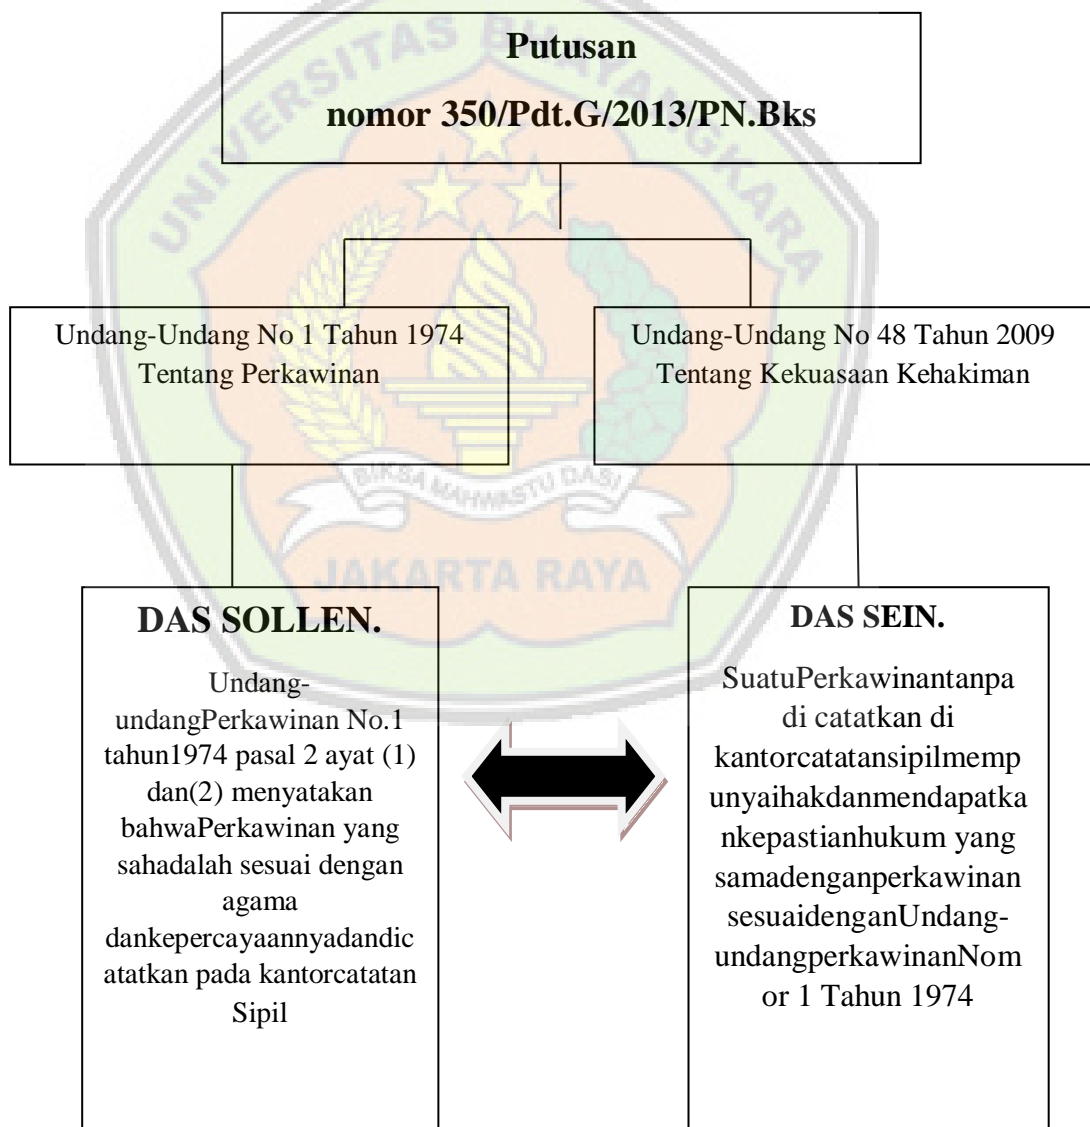 Putusan
nomor 350/Pdt.G/2013/PN.Bks
UNIVERSITAS BHAYANGKARA
Undang-Undang No 1 Tahun 1974
Tentang Perkawinan
Undang-Undang No 48 Tahun 2009
Tentang Kekuasaan Kehakiman
BIKSA MAHWASTU DASI
JAKARTA RAYA
DAS SOLLEN.
Undang-
undangPerkawinan No.1
tahun1974 pasal 2 ayat (1)
dan(2) menyatakan
bahwaPerkawinan yang
sahadalah sesuai dengan
agama
dankepercayaannyadandic
atatkan pada kantorcatatan
Sipil
DAS SEIN.
SuatuPerkawinantanpa
di catatkan di
kantorcatatansipilmemp
unyaihakdanmendapatka
nkepastianhukum yang
samadenganperkawinan
sesuaidenganUndang-
undangperkawinanNom
or 1 Tahun 1974